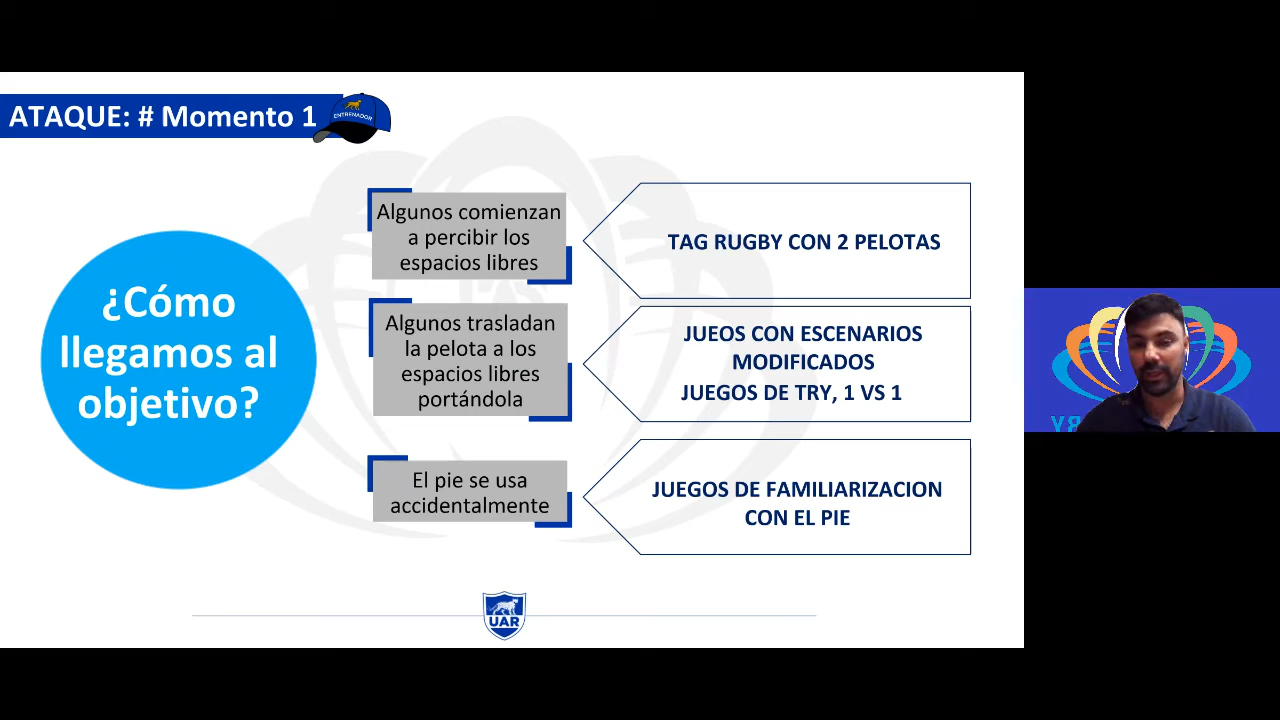 ATAQUE: # Momento 1
ENTRENADOR
¿Cómo
llegamos al
objetivo?
Algunos comienzan
a percibir los
espacios libres
TAG RUGBY CON 2 PELOTAS
Algunos trasladan
la pelota a los
espacios libres
portándola
JUEOS CON ESCENARIOS
MODIFICADOS
JUEGOS DE TRY, 1 VS 1
El pie se usa
accidentalmente
JUEGOS DE FAMILIARIZACION
CON EL PIE
UAR